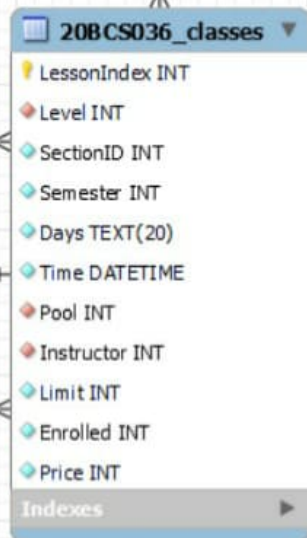 20BCS036_classes
LessonIndex INT
Level INT
SectionID INT
Semester INT
Days TEXT(20)
Time DATETIME
Pool INT
Instructor INT
Limit INT
Enrolled INT
Price INT
Indexes